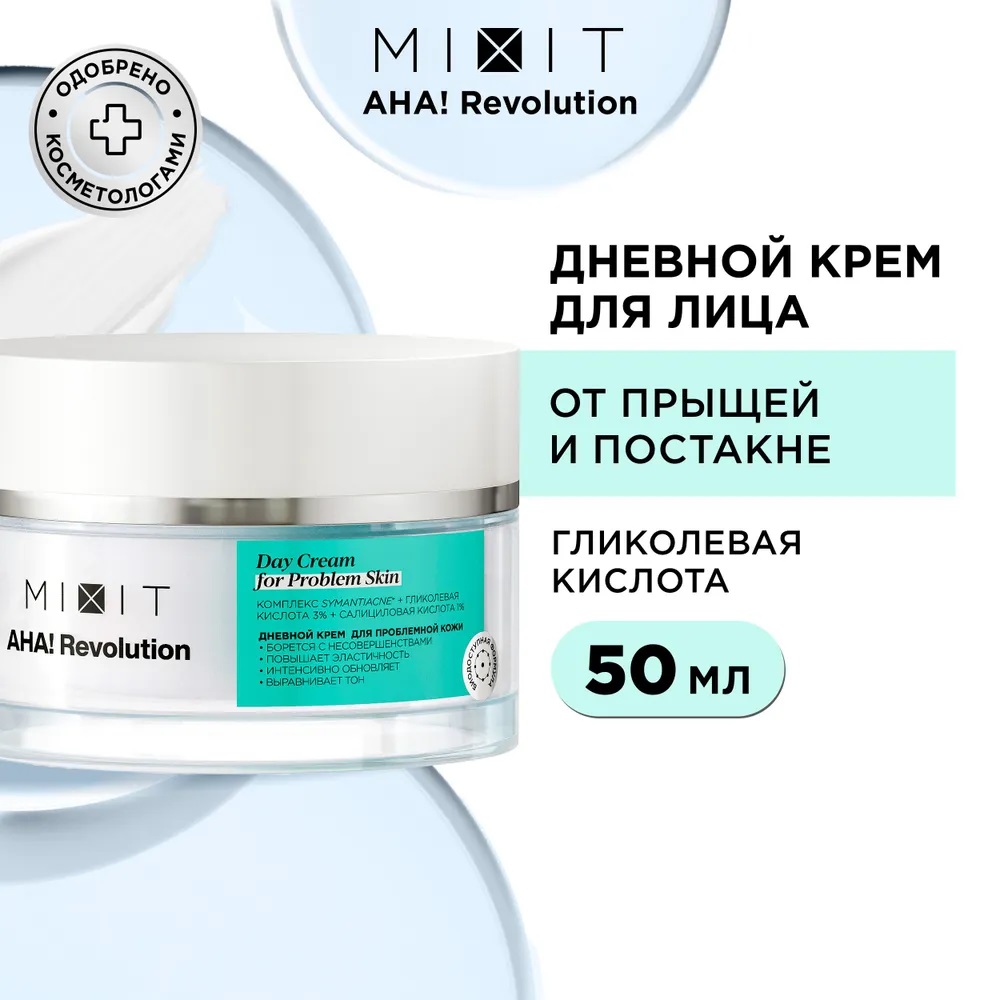 MIXIT
AHA! Revolution
ОДОБРЕНО
КОСМЕТОЛОГАМИ
ДНЕВНОЙ КРЕМ
ДЛЯ ЛИЦА
ОТ ПРЫЩЕЙ
И ПОСТАКНЕ
ГЛИКОЛЕВАЯ
КИСЛОТА
50 мл
MIXIT
AHA! Revolution
Day Cream
for Problem Skin
КОМПЛЕКС SYMANTIACNE® + ГЛИКОЛЕВАЯ
КИСЛОТА 3% + САЛИЦИЛОВАЯ КИСЛОТА 1%
ДНЕВНОЙ КРЕМ ДЛЯ ПРОБЛЕМНОЙ КОЖИ
• БОРЕТСЯ С НЕСОВЕРШЕНСТВАМИ
• ПОВЫШАЕТ ЭЛАСТИЧНОСТЬ
• ИНТЕНСИВНО ОБНОВЛЯЕТ
• ВЫРАВНИВАЕТ ТОН
БИОДОСТУПНАЯ ФОРМУЛА